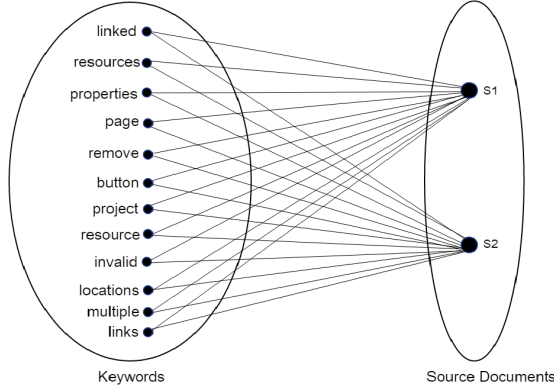 linked
resources
properties
page
remove
button
project
resource
invalid
locations
multiple
links
S1
S2
Keywords
Source Documents